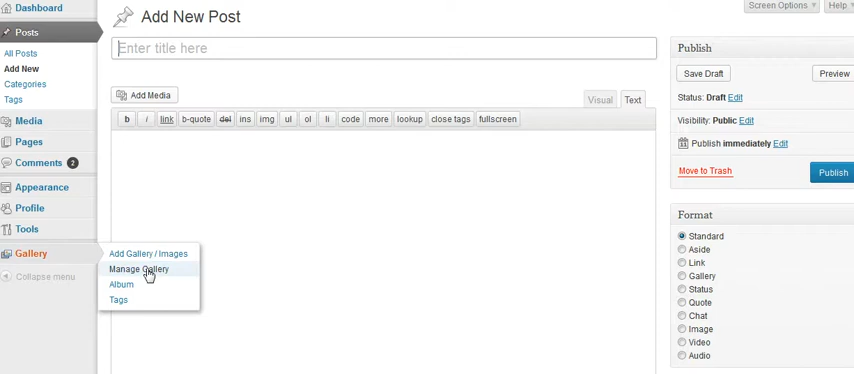 Dashboard
Posts
All Posts
Add New
Categories
Tags
Media
Pages
Comments 2
Appearance
Profile
Tools
Gallery
Collapse menu
Add Gallery / Images
Manage Gallery
Album
Tags
Screen Options
Help
Add New Post
Enter title here
Add Media
Visual
Text
b
i
link
b-quote
del
ins
img
ul
ol
li
code
more
lookup
close tags
fullscreen
Publish
Save Draft
Preview
Status: Draft Edit
Visibility: Public Edit
Publish immediately Edit
Move to Trash
Publish
Format
Standard
Aside
Link
Gallery
Status
Quote
Chat
Image
Video
Audio